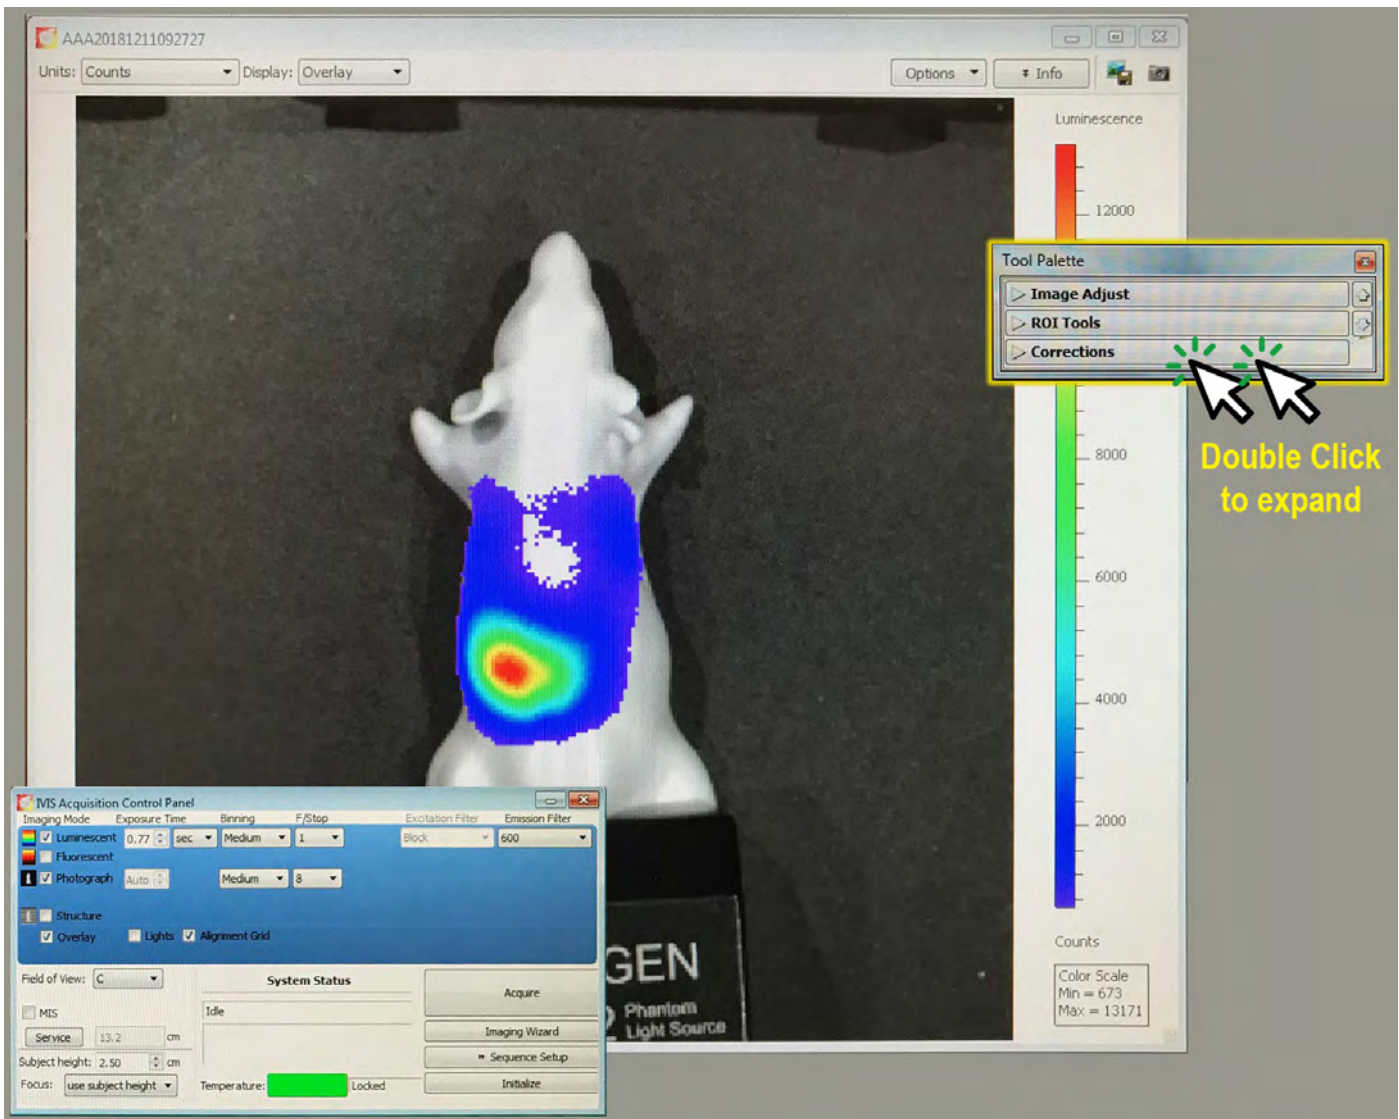 AAA20181211092727
Units: Counts Display: Overlay Options Info
Luminescence
12000
Tool Palette
Image Adjust
ROI Tools
Corrections
Double Click
to expand
8000
6000
4000
2000
Counts
Color Scale
Min = 673
Max = 13171
IVIS Acquisition Control Panel
Imaging Mode Exposure Time Binning F/Stop Excitation Filter Emission Filter
Luminescent 0.77 sec Medium 1 Block 600
Fluorescent
Photograph Auto Medium 8
Structure
Overlay Lights Alignment Grid
Field of View: C System Status Acquire
MIS Idle
Service 13.2 cm Imaging Wizard
Subject height: 2.50 cm Sequence Setup
Focus: use subject height Temperature: Locked Initialize
GEN
2 Phantom
Light Source